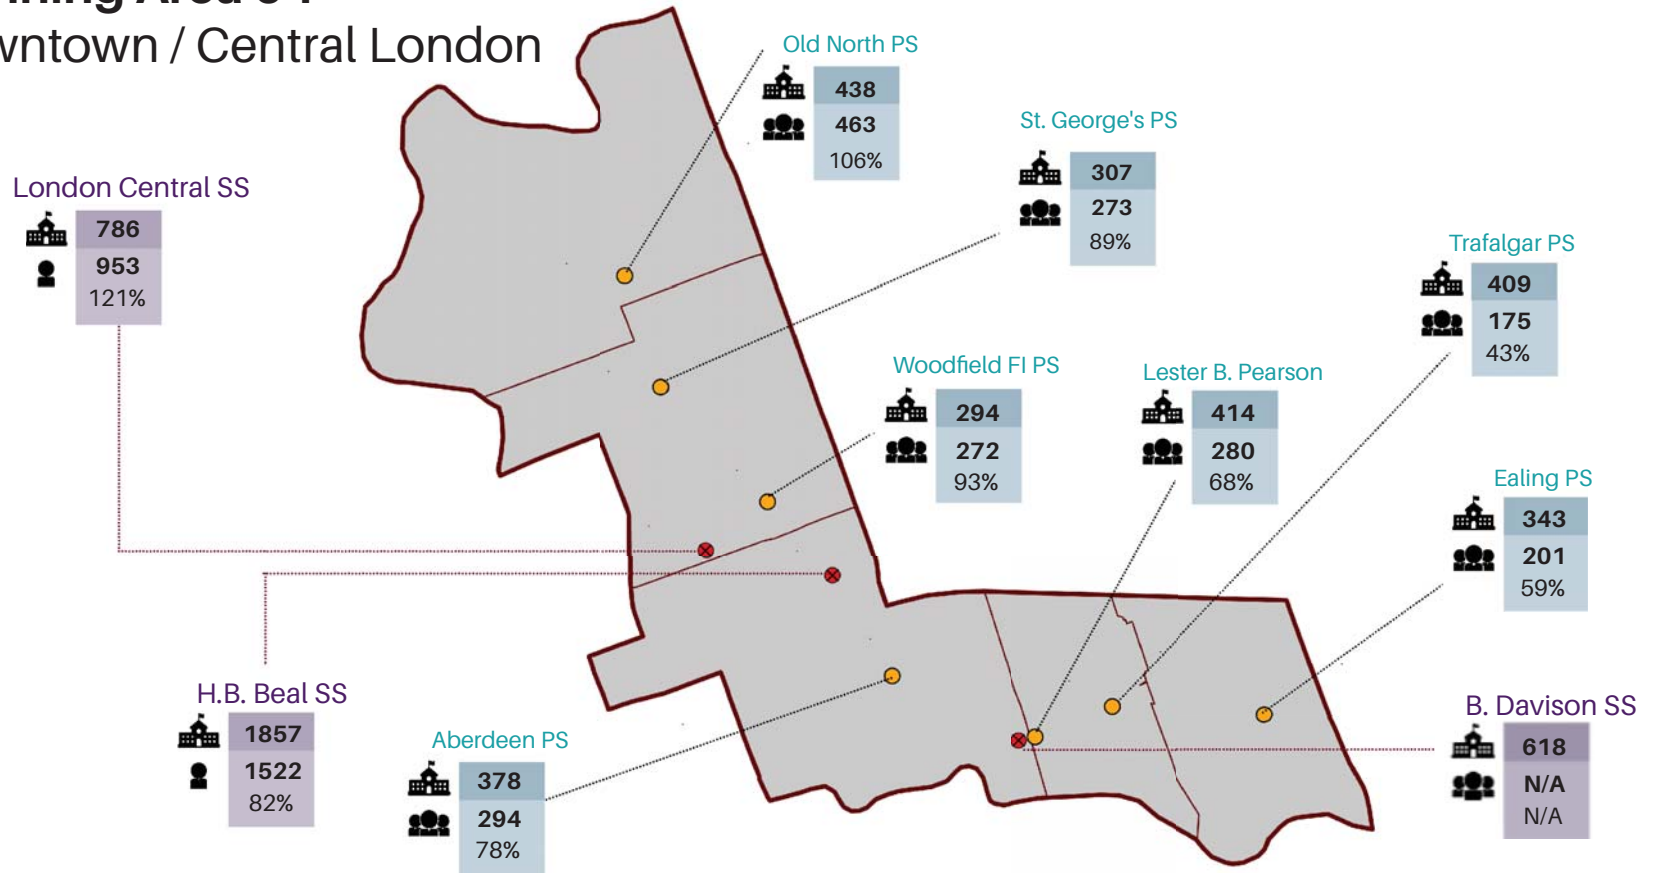 wntown / Central London
Old North PS
438
463
106%
St. George's PS
307
273
89%
London Central SS
786
953
121%
Trafalgar PS
409
175
43%
Woodfield FI PS
294
272
93%
Lester B. Pearson
414
280
68%
Ealing PS
343
201
59%
H.B. Beal SS
1857
1522
82%
Aberdeen PS
378
294
78%
B. Davison SS
618
N/A
N/A